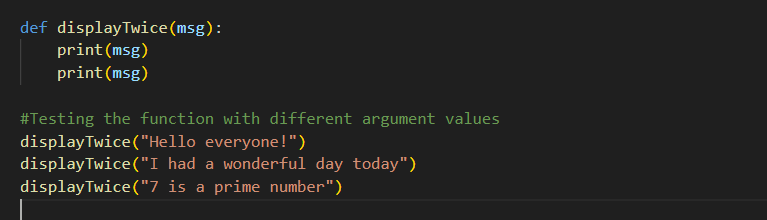 def displayTwice(msg):
    print(msg)
    print(msg)
#Testing the function with different argument values
displayTwice("Hello everyone!")
displayTwice("I had a wonderful day today")
displayTwice("7 is a prime number")